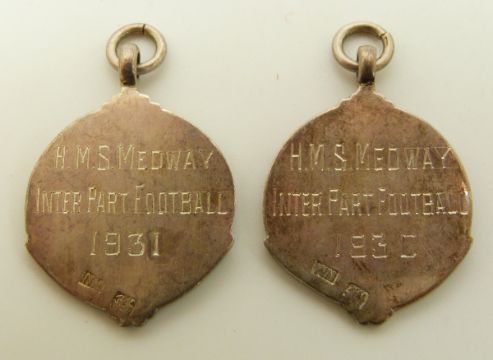 H.M.S. MEDWAY
INTER PART FOOTBALL
1931
H.M.S. MEDWAY
INTER PART FOOTBALL